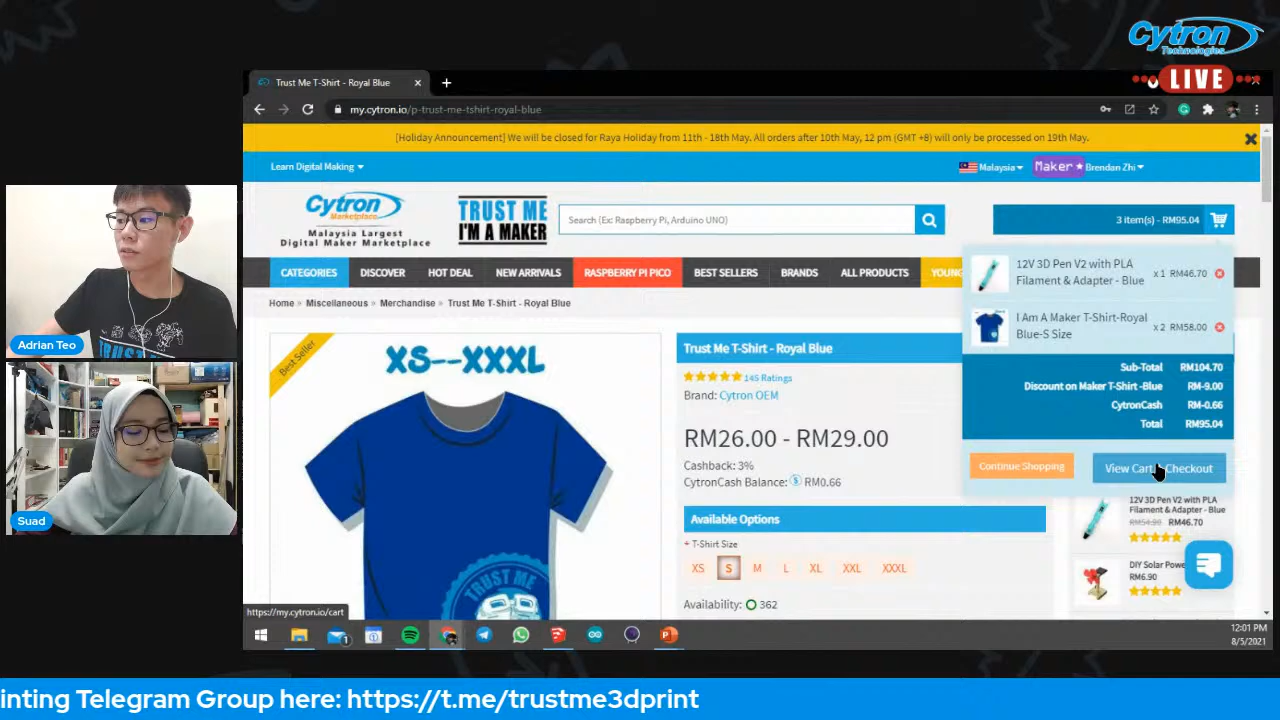 Cytron
Technologies
LIVE
Trust Me T-Shirt - Royal Blue
my.cytron.io/p-trust-me-tshirt-royal-blue
[Holiday Announcement] We will be closed for Raya Holiday from 11th - 18th May. All orders after 10th May, 12 pm (GMT +8) will only be processed on 19th May.
Learn Digital Making
Malaysia
Maker
Brendan Zhi
Cytron
Marketplace
Malaysia Largest
Digital Maker Marketplace
TRUST ME
I'M A MAKER
Search (Ex: Raspberry Pi, Arduino UNO)
3 item(s) - RM95.04
CATEGORIES
DISCOVER
HOT DEAL
NEW ARRIVALS
RASPBERRY PI PICO
BEST SELLERS
BRANDS
ALL PRODUCTS
YOUNG
12V 3D Pen V2 with PLA
Filament & Adapter - Blue
x 1 RM46.70
I Am A Maker T-Shirt-Royal
Blue-S Size
x 2 RM58.00
Sub-Total RM104.70
Discount on Maker T-Shirt -Blue RM-9.00
CytronCash RM-0.66
Total RM95.04
Continue Shopping
View Cart Checkout
Home » Miscellaneous » Merchandise » Trust Me T-Shirt - Royal Blue
Best Seller
XS--XXXL
TRUST ME
Trust Me T-Shirt - Royal Blue
145 Ratings
Brand: Cytron OEM
RM26.00 - RM29.00
Cashback: 3%
CytronCash Balance: RM0.66
Available Options
* T-Shirt Size
XS S M L XL XXL XXXL
Availability: 362
12V 3D Pen V2 with PLA
Filament & Adapter - Blue
RM54.90 RM46.70
DIY Solar Powe
RM6.90
https://my.cytron.io/cart
12:01 PM
8/5/2021
Adrian Teo
Suad
inting Telegram Group here: https://t.me/trustme3dprint